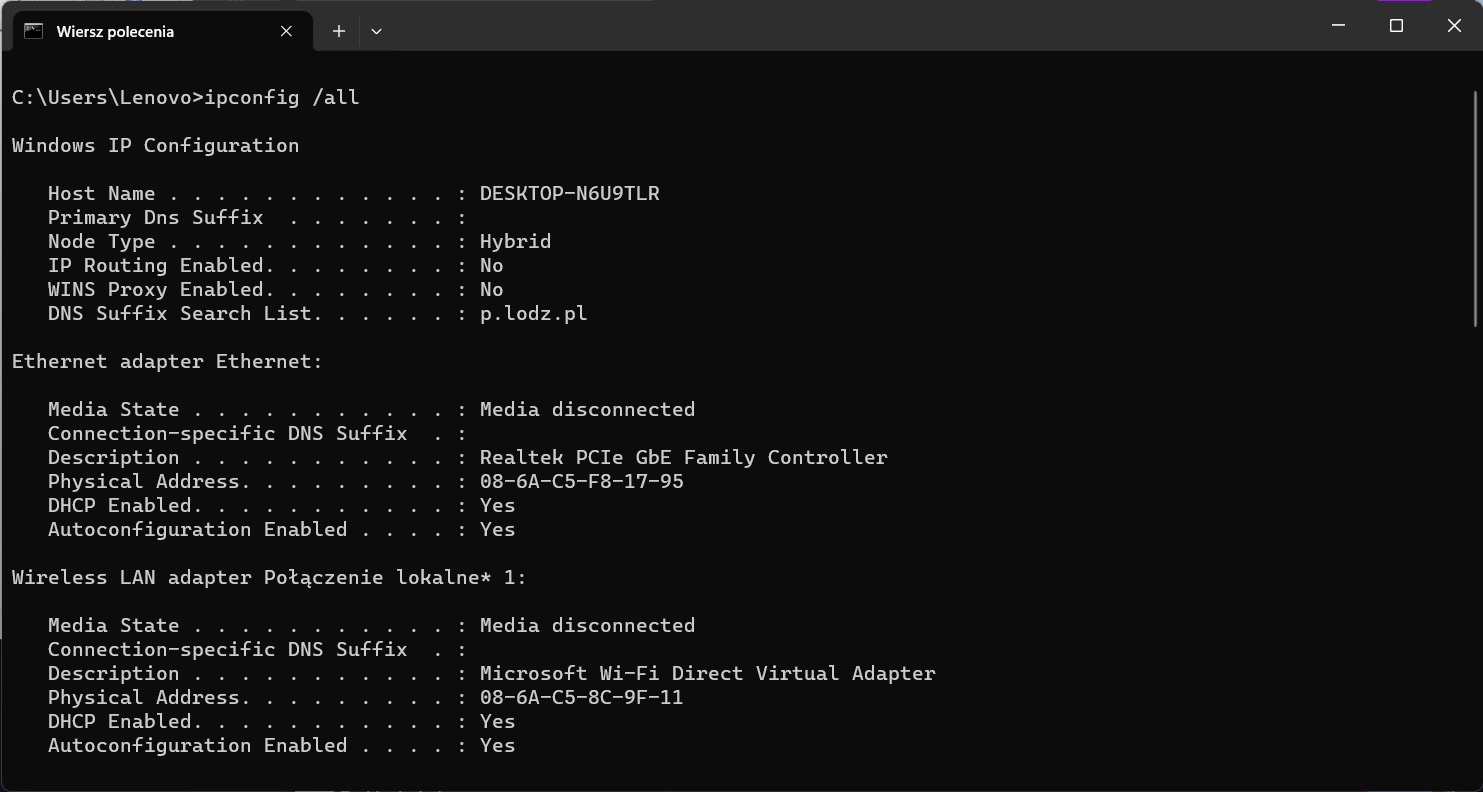 Wiersz polecenia
C:\Users\Lenovo>ipconfig /all
Windows IP Configuration
Host Name . . . . . . . . . . . . : DESKTOP-N6U9TLR
Primary Dns Suffix  . . . . . . . :
Node Type . . . . . . . . . . . . : Hybrid
IP Routing Enabled. . . . . . . . : No
WINS Proxy Enabled. . . . . . . . : No
DNS Suffix Search List. . . . . . : p.lodz.pl
Ethernet adapter Ethernet:
Media State . . . . . . . . . . . : Media disconnected
Connection-specific DNS Suffix  . :
Description . . . . . . . . . . . : Realtek PCIe GbE Family Controller
Physical Address. . . . . . . . . : 08-6A-C5-F8-17-95
DHCP Enabled. . . . . . . . . . . : Yes
Autoconfiguration Enabled . . . . : Yes
Wireless LAN adapter Połączenie lokalne* 1:
Media State . . . . . . . . . . . : Media disconnected
Connection-specific DNS Suffix  . :
Description . . . . . . . . . . . : Microsoft Wi-Fi Direct Virtual Adapter
Physical Address. . . . . . . . . : 08-6A-C5-8C-9F-11
DHCP Enabled. . . . . . . . . . . : Yes
Autoconfiguration Enabled . . . . : Yes